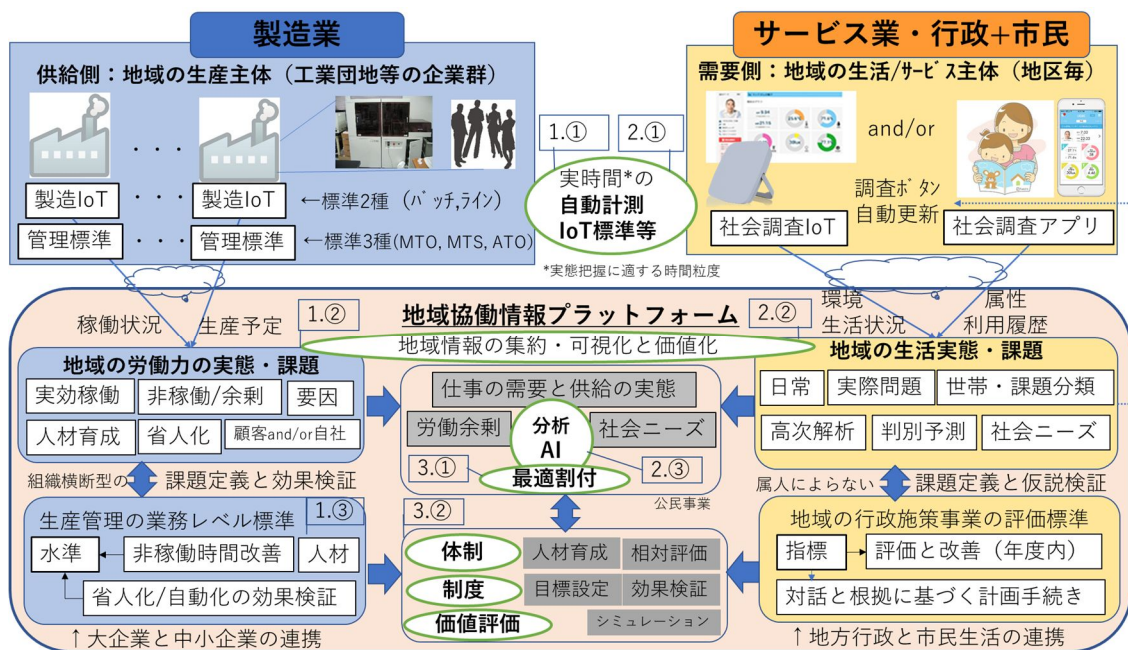 製造業
供給側：地域の生産主体（工業団地等の企業群）
・・・
製造IoT
・・・
製造IoT
←標準2種（ﾊﾞｯﾁ,ﾗｲﾝ）
管理標準
・・・
管理標準
←標準3種(MTO, MTS, ATO)
1.①
2.①
実時間*の
自動計測
IoT標準等
*実態把握に適する時間粒度
サービス業・行政+市民
需要側：地域の生活/ｻｰﾋﾞｽ主体（地区毎）
and/or
調査ﾎﾞﾀﾝ
自動更新
社会調査IoT
社会調査アプリ
稼働状況
生産予定
1.②
地域協働情報プラットフォーム
2.②
環境
生活状況
属性
利用履歴
地域情報の集約・可視化と価値化
地域の労働力の実態・課題
実効稼働
非稼働/余剰
要因
人材育成
省人化
顧客and/or自社
仕事の需要と供給の実態
労働余剰
分析
AI
社会ニーズ
3.①
最適割付
2.③
公民事業
地域の生活実態・課題
日常
実際問題
世帯・課題分類
高次解析
判別予測
社会ニーズ
組織横断型の
課題定義と効果検証
属人によらない
課題定義と仮説検証
生産管理の業務レベル標準
1.③
水準
非稼働時間改善
人材
省人化/自動化の効果検証
↑大企業と中小企業の連携
3.②
体制
人材育成
相対評価
制度
目標設定
効果検証
価値評価
シミュレーション
地域の行政施策事業の評価標準
指標
評価と改善（年度内）
対話と根拠に基づく計画手続き
↑地方行政と市民生活の連携